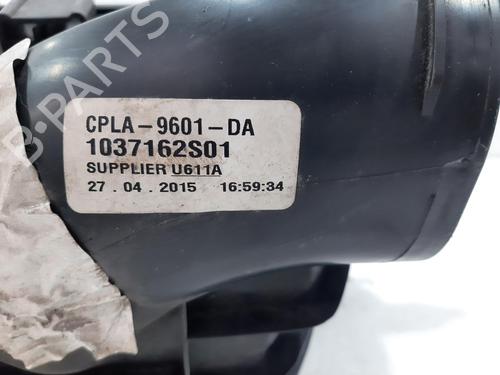 CPLA-9601-DA
1037162S01
SUPPLIER U611A
27.04.2015 16:59:34
B-PARTS